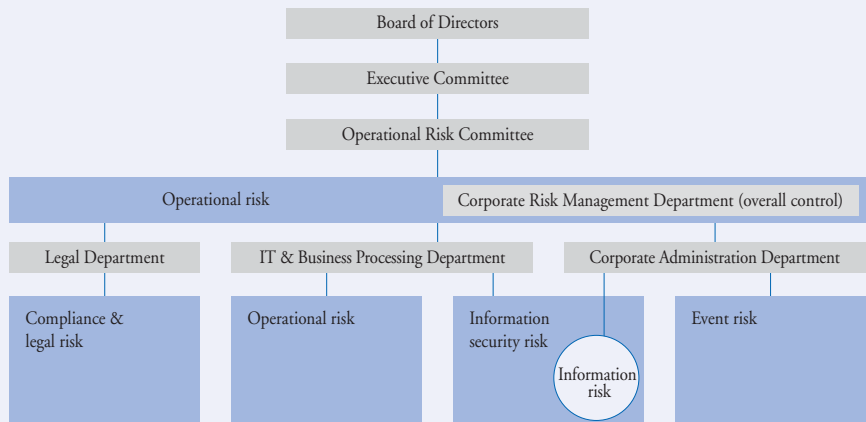 Board of Directors
Executive Committee
Operational Risk Committee
Operational risk
Corporate Risk Management Department (overall control)
Legal Department
IT & Business Processing Department
Corporate Administration Department
Compliance &
legal risk
Operational risk
Information
security risk
Information
risk
Event risk